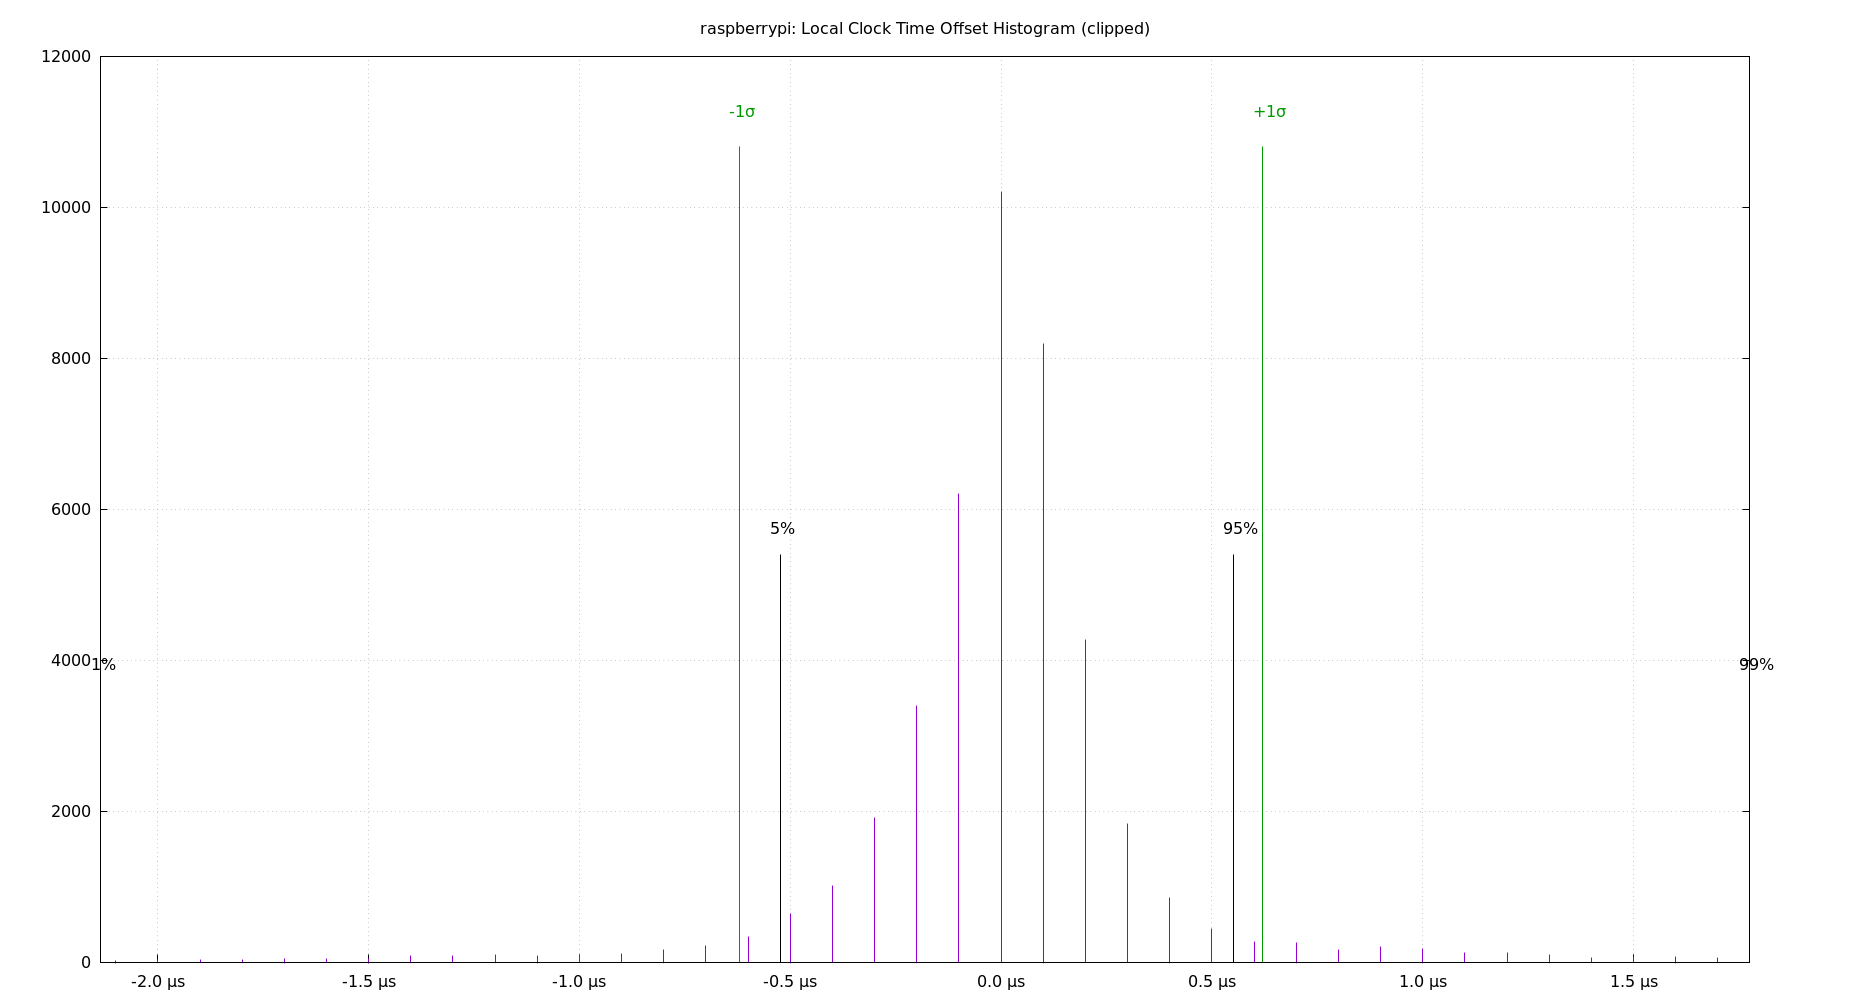 raspberrypi: Local Clock Time Offset Histogram (clipped)
12000
-1σ
+1σ
10000
8000
6000
5%
95%
4000
1%
99%
2000
0
-2.0 μs
-1.5 μs
-1.0 μs
-0.5 μs
0.0 μs
0.5 μs
1.0 μs
1.5 μs